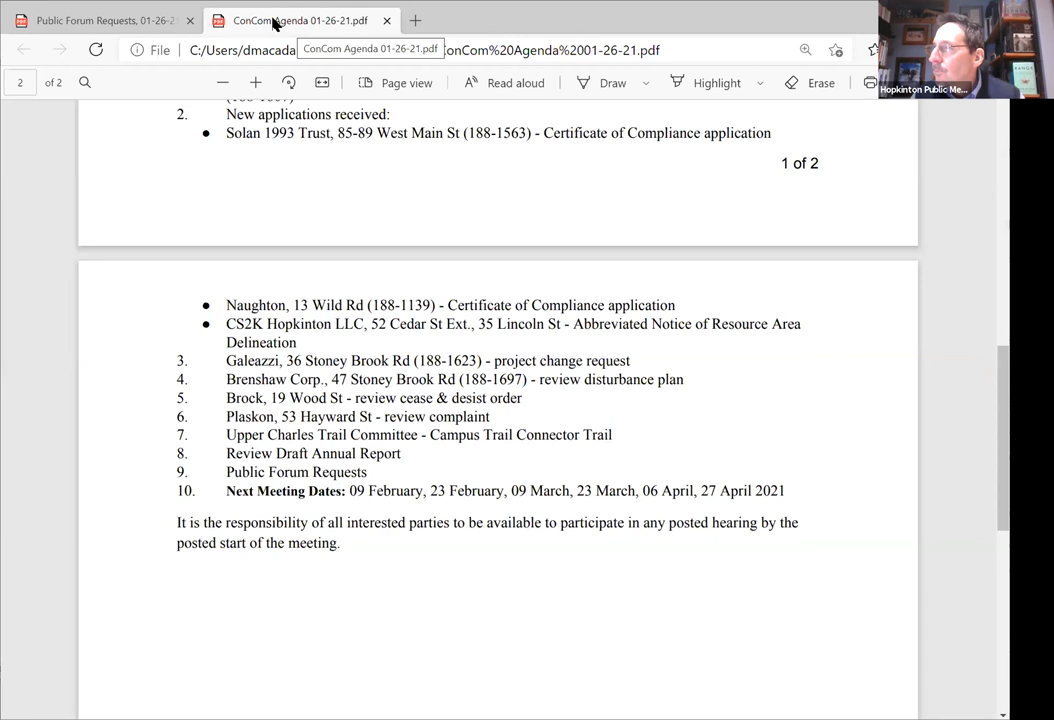 Public Forum Requests, 01-26-21
ConCom Agenda 01-26-21.pdf
File
C:/Users/dmacada
ConCom%20Agenda%2001-26-21.pdf
ConCom Agenda 01-26-21.pdf
2 of 2
Page view
Read aloud
Draw
Highlight
Erase
Hopkinton Public Me...
2. New applications received:
● Solan 1993 Trust, 85-89 West Main St (188-1563) - Certificate of Compliance application
1 of 2
● Naughton, 13 Wild Rd (188-1139) - Certificate of Compliance application
● CS2K Hopkinton LLC, 52 Cedar St Ext., 35 Lincoln St - Abbreviated Notice of Resource Area
Delineation
3. Galeazzi, 36 Stoney Brook Rd (188-1623) - project change request
4. Brenshaw Corp., 47 Stoney Brook Rd (188-1697) - review disturbance plan
5. Brock, 19 Wood St - review cease & desist order
6. Plaskon, 53 Hayward St - review complaint
7. Upper Charles Trail Committee - Campus Trail Connector Trail
8. Review Draft Annual Report
9. Public Forum Requests
10. Next Meeting Dates: 09 February, 23 February, 09 March, 23 March, 06 April, 27 April 2021
It is the responsibility of all interested parties to be available to participate in any posted hearing by the
posted start of the meeting.